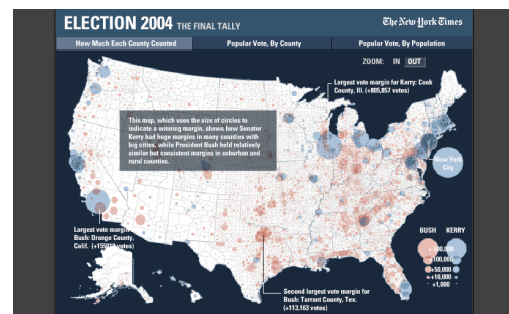 ELECTION 2004 THE FINAL TALLY
The New York Times
How Much Each County Counted
Popular Vote, By County
Popular Vote, By Population
ZOOM: IN OUT
Largest vote margin for Kerry: Cook
County, Ill. (+805,857 votes)
This map, which uses the size of circles to
indicate a winning margin, shows how Senator
Kerry had huge margins in many counties with
big cities, while President Bush held relatively
similar but consistent margins in suburban and
rural counties.
New York
City
Largest vote margin
Bush: Orange County,
Calif. votes)
BUSH KERRY
+100,000
+50,000
+10,000
+1,000
Second largest vote margin for
Bush: Tarrant County, Tex.
(+113,163 votes)